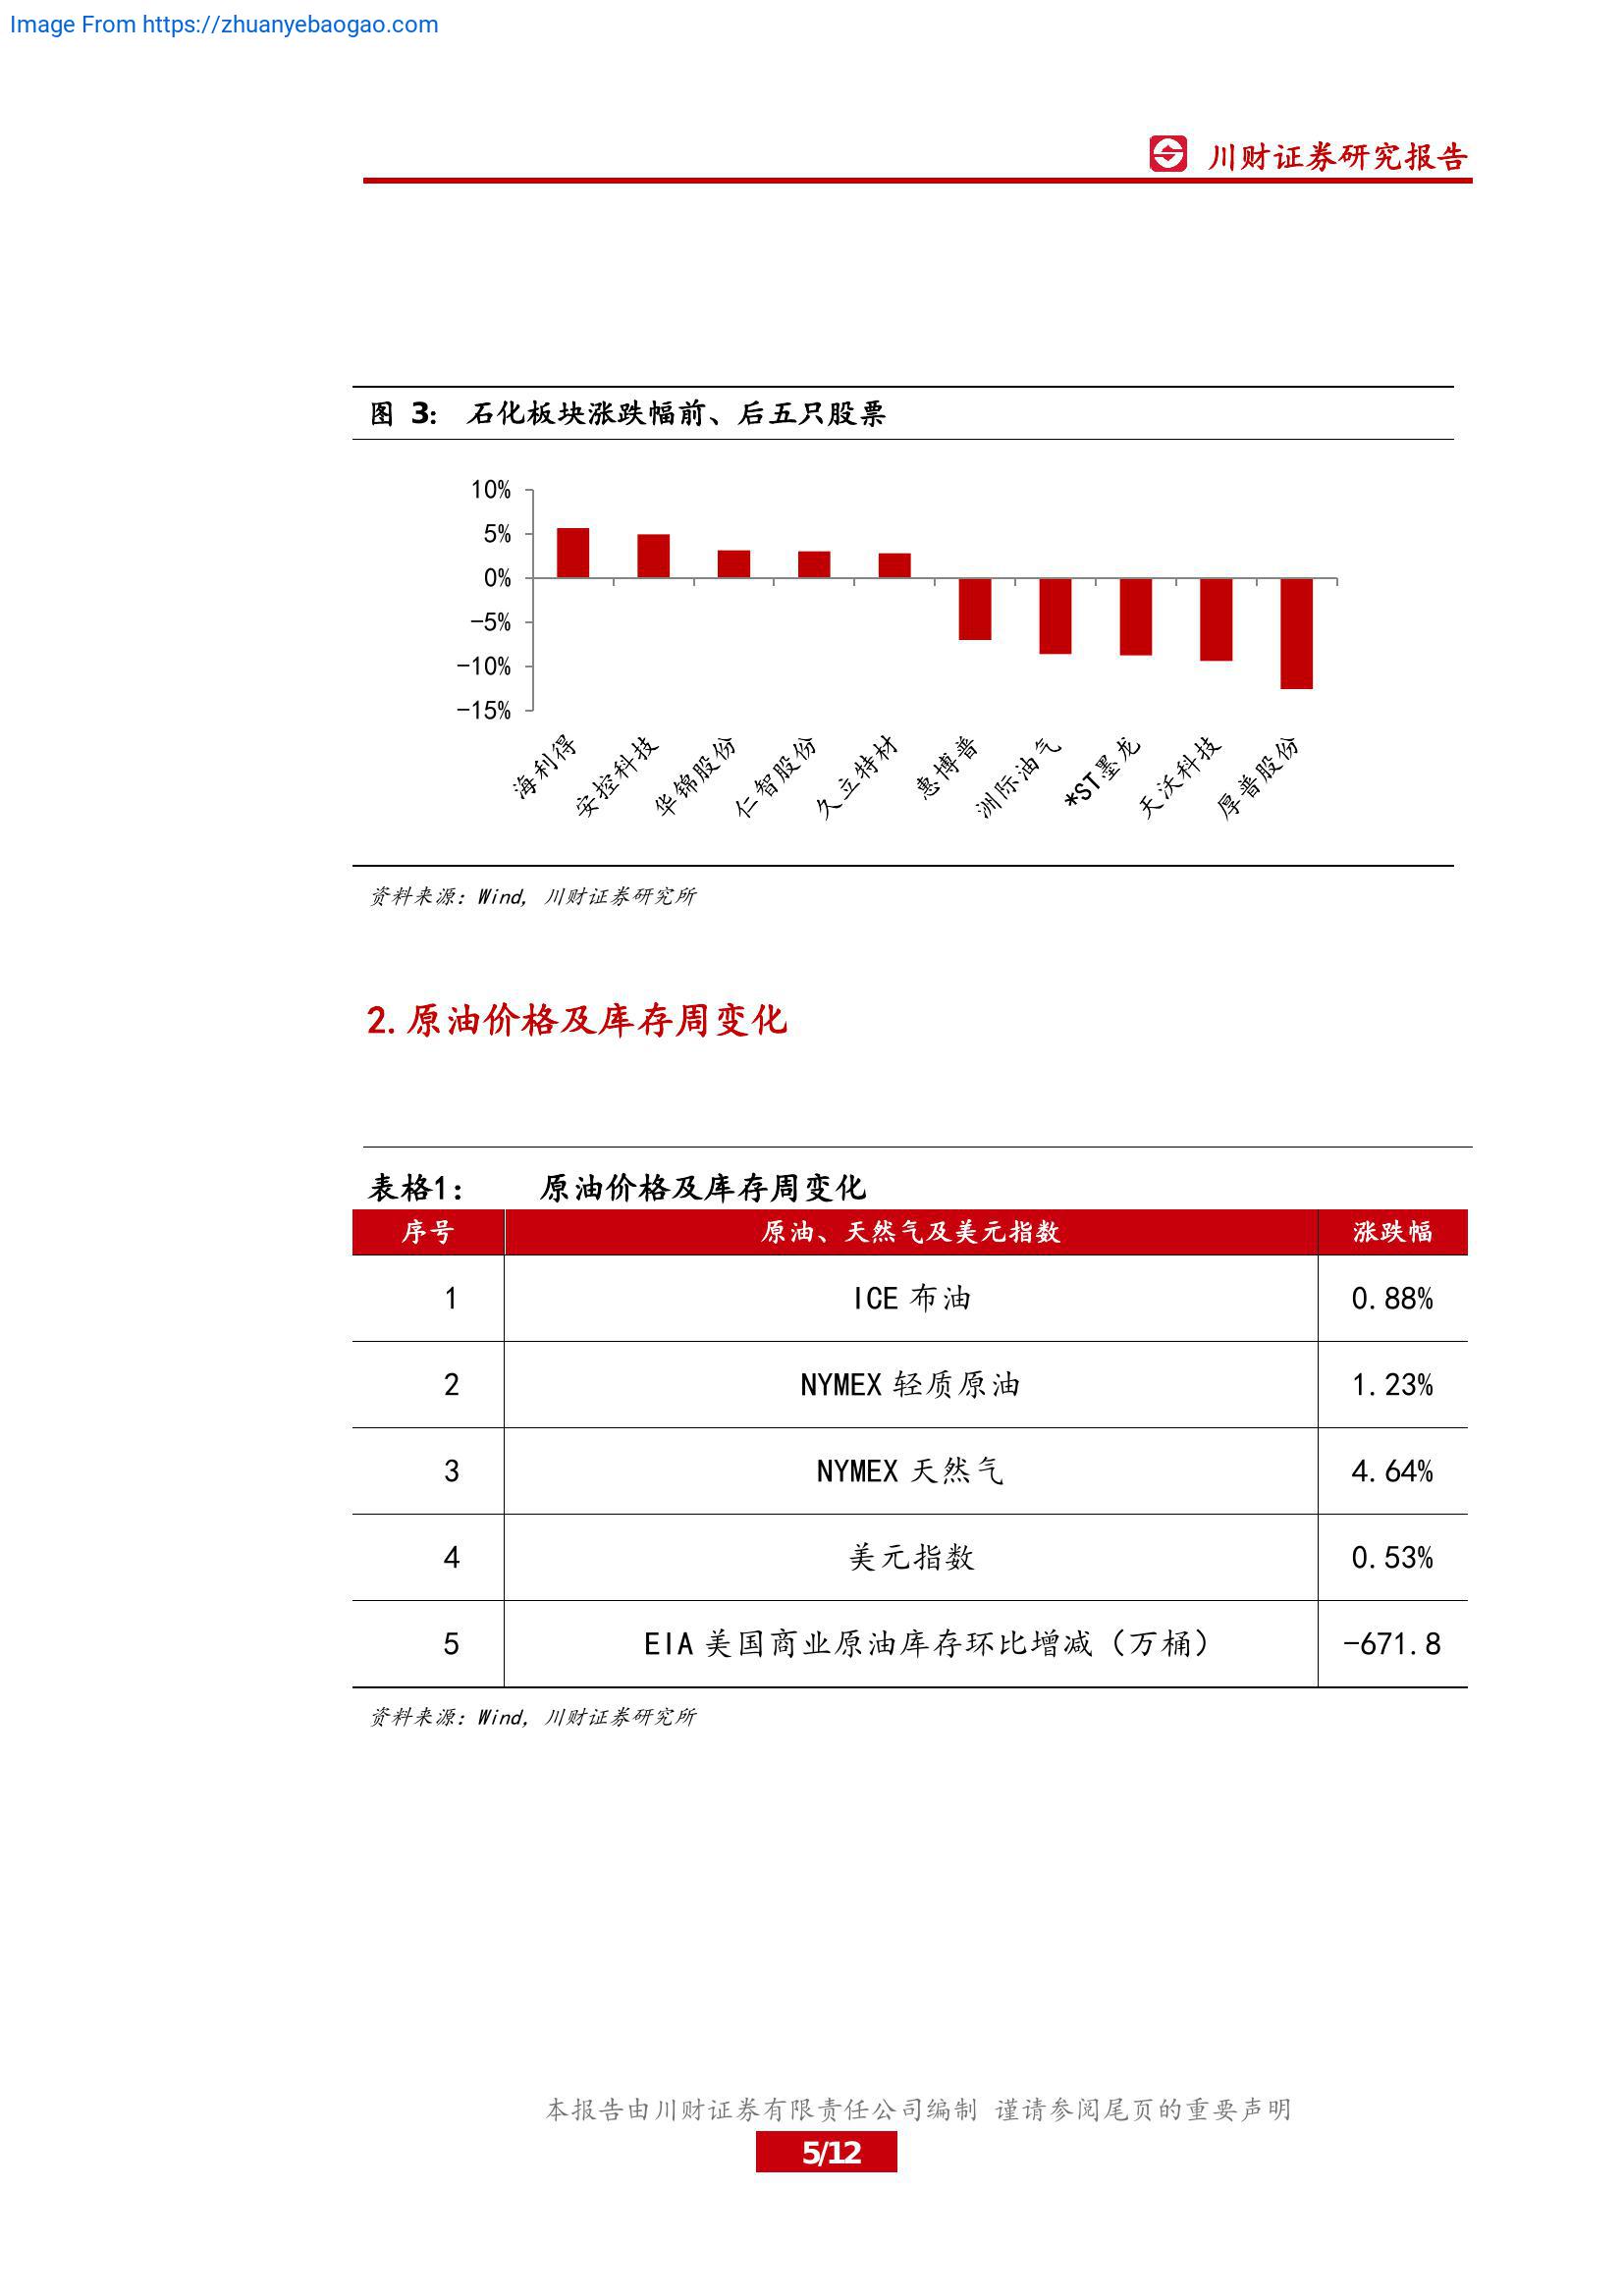 Image From https://zhuanyebaogao.com
川财证券研究报告
图 3: 石化板块涨跌幅前、后五只股票
10%
5%
0%
-5%
-10%
-15%
海利得
安控科技
华锦股份
仁智股份
久立特材
惠博普
洲际油气
*ST墨龙
天沃科技
厚普股份
资料来源：Wind, 川财证券研究所
2.原油价格及库存周变化
表格1： 原油价格及库存周变化
序号 原油、天然气及美元指数 涨跌幅
1 ICE 布油 0.88%
2 NYMEX 轻质原油 1.23%
3 NYMEX 天然气 4.64%
4 美元指数 0.53%
5 EIA 美国商业原油库存环比增减（万桶） -671.8
资料来源：Wind, 川财证券研究所
本报告由川财证券有限责任公司编制 谨请参阅尾页的重要声明
5/12